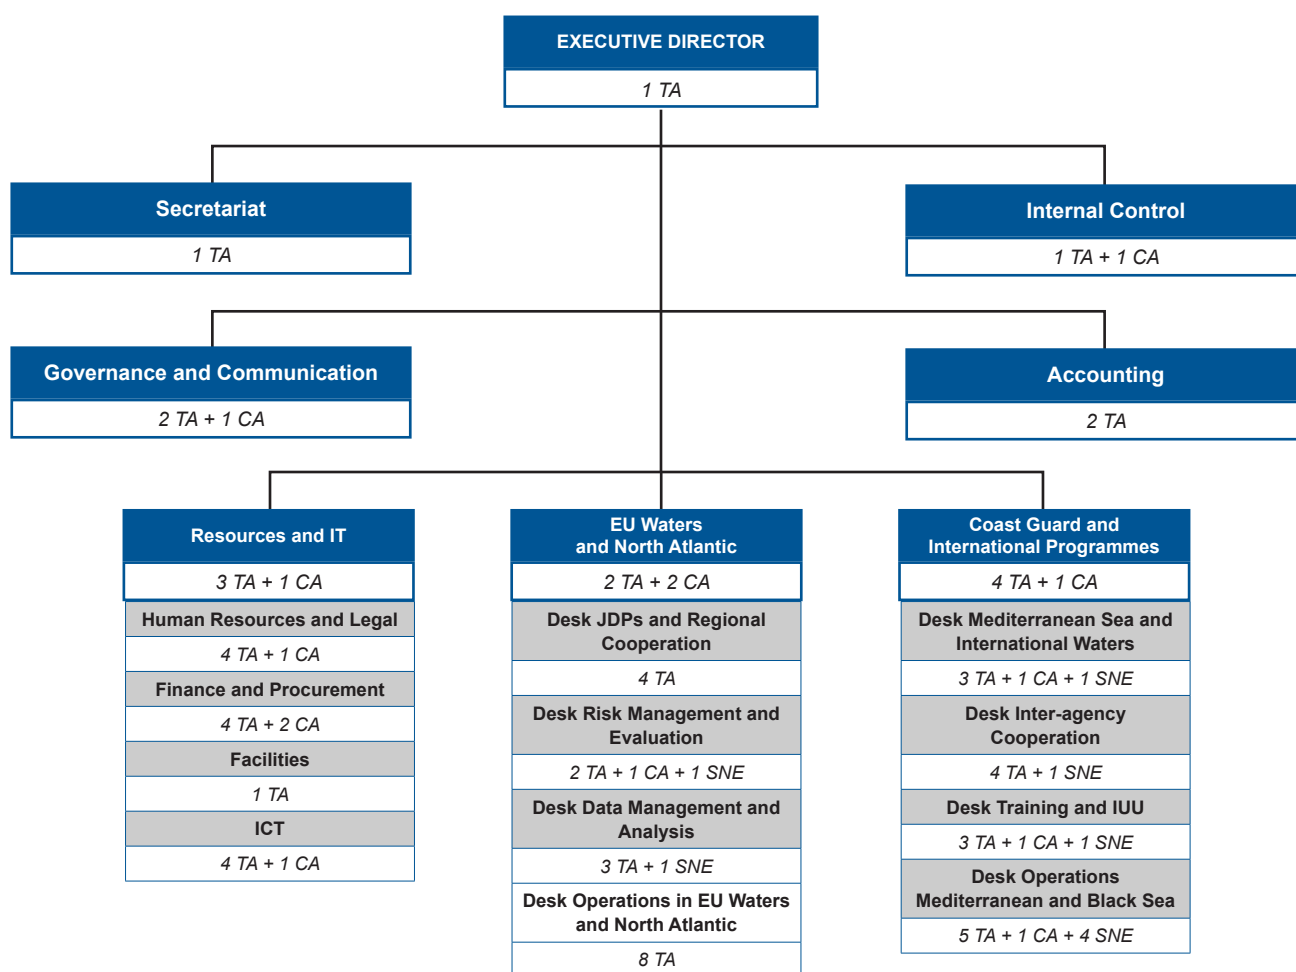 EXECUTIVE DIRECTOR
1 TA
Secretariat
1 TA
Internal Control
1 TA + 1 CA
Governance and Communication
2 TA + 1 CA
Accounting
2 TA
Resources and IT
3 TA + 1 CA
Human Resources and Legal
4 TA + 1 CA
Finance and Procurement
4 TA + 2 CA
Facilities
1 TA
ICT
4 TA + 1 CA
EU Waters
and North Atlantic
2 TA + 2 CA
Desk JDPs and Regional
Cooperation
4 TA
Desk Risk Management and
Evaluation
2 TA + 1 CA + 1 SNE
Desk Data Management and
Analysis
3 TA + 1 SNE
Desk Operations in EU Waters
and North Atlantic
8 TA
Coast Guard and
International Programmes
4 TA + 1 CA
Desk Mediterranean Sea and
International Waters
3 TA + 1 CA + 1 SNE
Desk Inter-agency
Cooperation
4 TA + 1 SNE
Desk Training and IUU
3 TA + 1 CA + 1 SNE
Desk Operations
Mediterranean and Black Sea
5 TA + 1 CA + 4 SNE